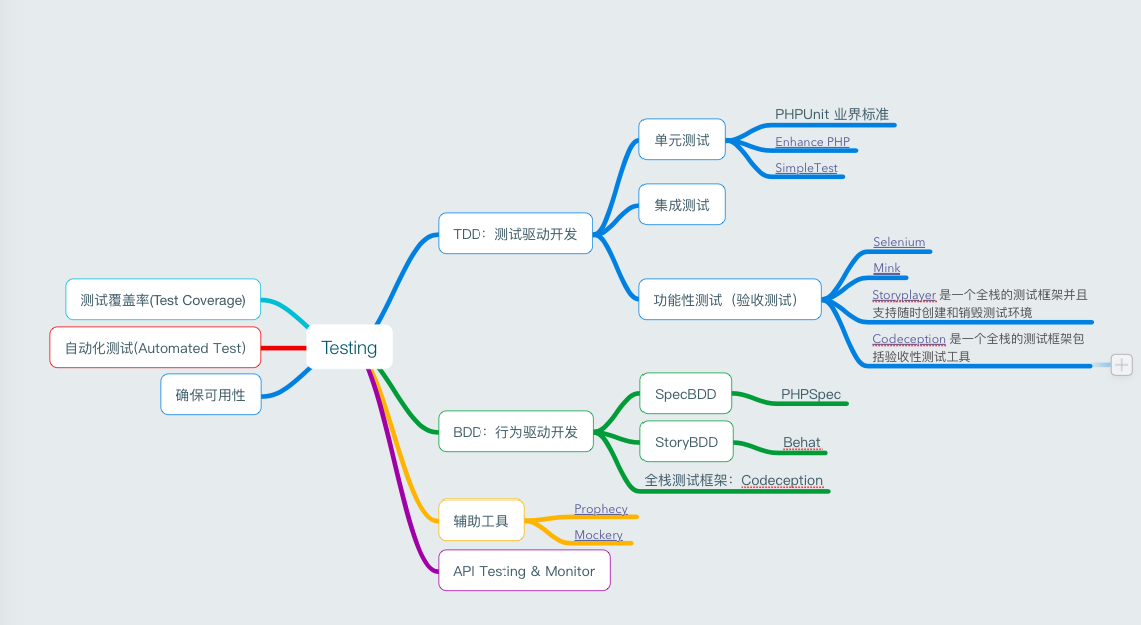 Testing
测试覆盖率(Test Coverage)
自动化测试(Automated Test)
确保可用性
TDD：测试驱动开发
单元测试
PHPUnit 业界标准
Enhance PHP
SimpleTest
集成测试
功能性测试（验收测试）
Selenium
Mink
Storyplayer 是一个全栈的测试框架并且
支持随时创建和销毁测试环境
Codeception 是一个全栈的测试框架包
括验收性测试工具
BDD：行为驱动开发
SpecBDD
PHPSpec
StoryBDD
Behat
全栈测试框架：Codeception
辅助工具
Prophecy
Mockery
API Testing & Monitor